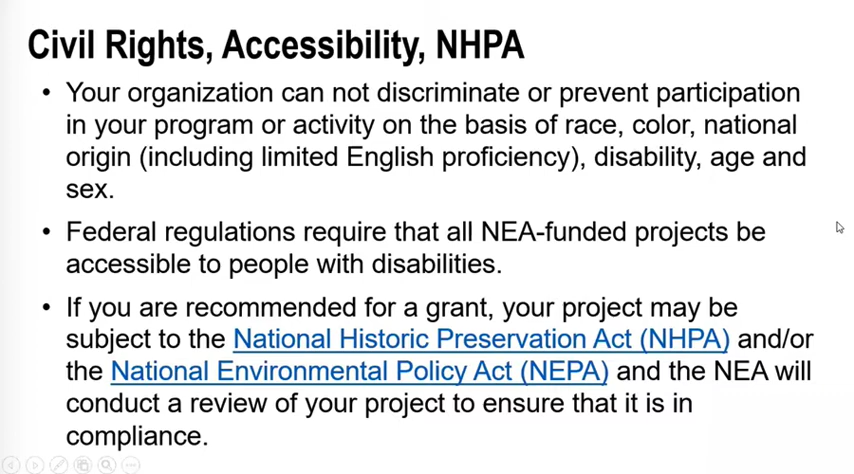 Civil Rights, Accessibility, NHPA
• Your organization can not discriminate or prevent participation
in your program or activity on the basis of race, color, national
origin (including limited English proficiency), disability, age and
sex.
• Federal regulations require that all NEA-funded projects be
accessible to people with disabilities.
• If you are recommended for a grant, your project may be
subject to the National Historic Preservation Act (NHPA) and/or
the National Environmental Policy Act (NEPA) and the NEA will
conduct a review of your project to ensure that it is in
compliance.